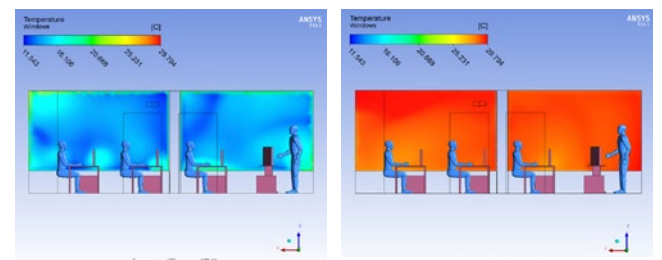 Temperature
Windows
[C]
ANSYS
11.543
16.106
20.668
25.231
29.794
Z
Temperature
Windows
[C]
ANSYS
11.543
16.106
20.668
25.231
29.794
Z